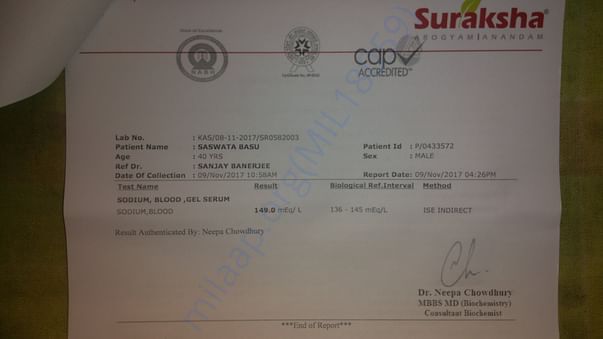 Suraksha®
AROGYAM|ANANDAM
NABH
cap
ACCREDITED™
Lab No. : KAS/08-11-2017/SR0582003
Patient Name : SASWATA BASU Patient Id : P/0433572
Age : 40 YRS Sex : MALE
Ref Dr. : SANJAY BANERJEE
Date Of Collection : 09/Nov/2017 10:58AM Report Date: 09/Nov/2017 04:26PM
Test Name Result Biological Ref.Interval Method
SODIUM, BLOOD ,GEL SERUM
SODIUM,BLOOD 149.0 mEq/ L 136 - 145 mEq/L ISE INDIRECT
Result Authenticated By: Neepa Chowdhury
Dr. Neepa Chowdhury
MBBS MD (Biochemistry)
Consultant Biochemist
***End of Report***